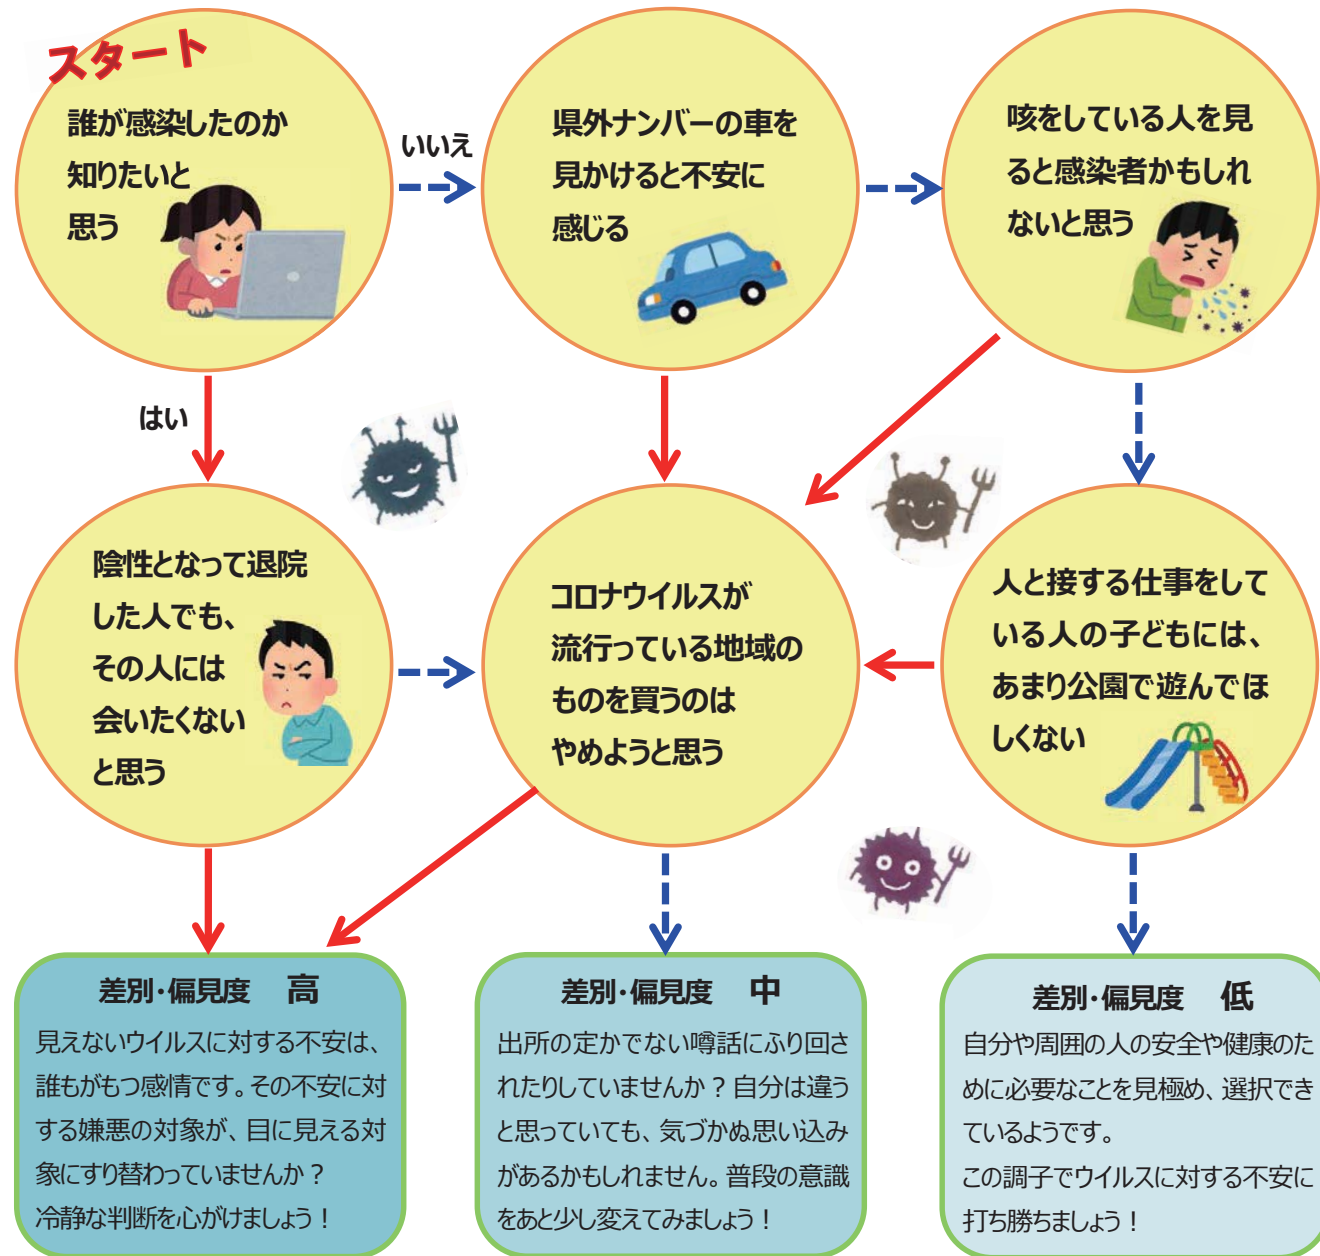 スタート
誰が感染したのか
知りたいと
思う
いいえ
県外ナンバーの車を
見かけると不安に
感じる
咳をしている人を見
ると感染者かもしれ
ないと思う
はい
陰性となって退院
した人でも、
その人には
会いたくない
と思う
コロナウイルスが
流行っている地域の
ものを買うのは
やめようと思う
人と接する仕事をして
いる人の子どもには、
あまり公園で遊んでほ
しくない
差別・偏見度 高
見えないウイルスに対する不安は、
誰もがもつ感情です。その不安に対
する嫌悪の対象が、目に見える対
象にすり替わっていませんか？
冷静な判断を心がけましょう！
差別・偏見度 中
出所の定かでない噂話にふり回さ
れたりしていませんか？自分は違う
と思っていても、気づかぬ思い込み
があるかもしれません。普段の意識
をあと少し変えてみましょう！
差別・偏見度 低
自分や周囲の人の安全や健康のた
めに必要なことを見極め、選択でき
ているようです。
この調子でウイルスに対する不安に
打ち勝ちましょう！